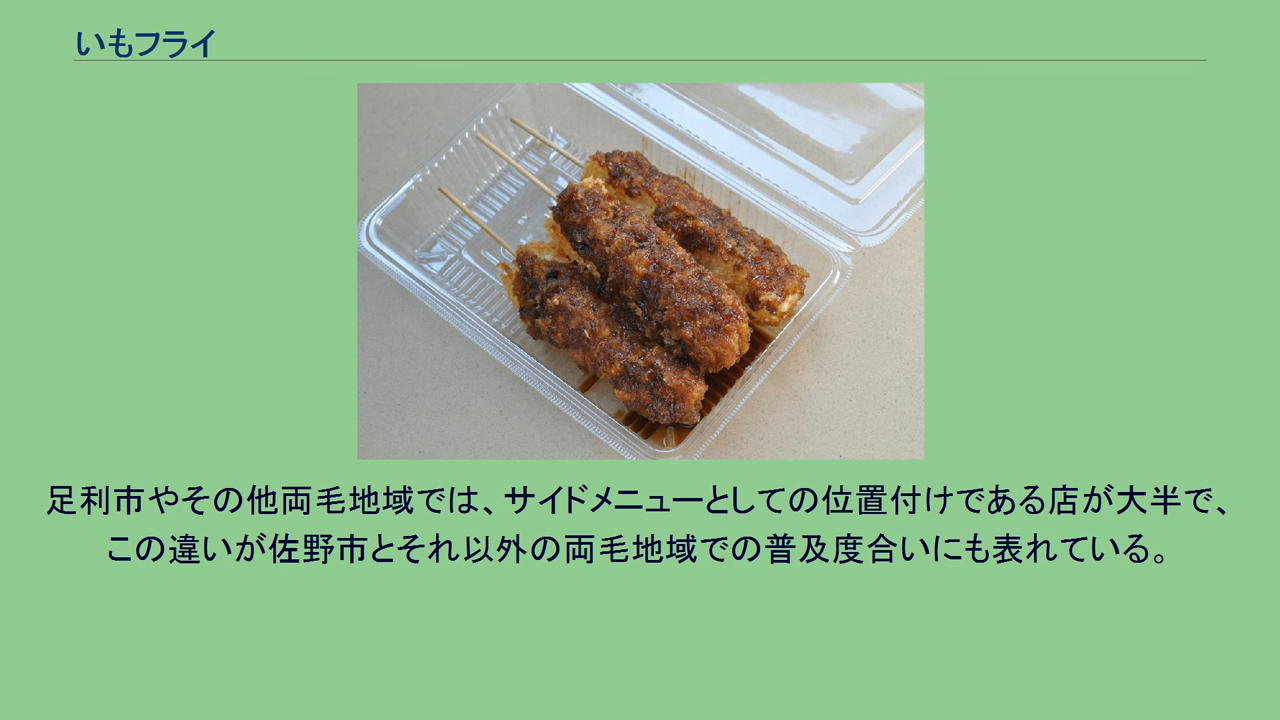 いもフライ
足利市やその他両毛地域では、サイドメニューとしての位置付けである店が大半で、
この違いが佐野市とそれ以外の両毛地域での普及度合いにも表れている。